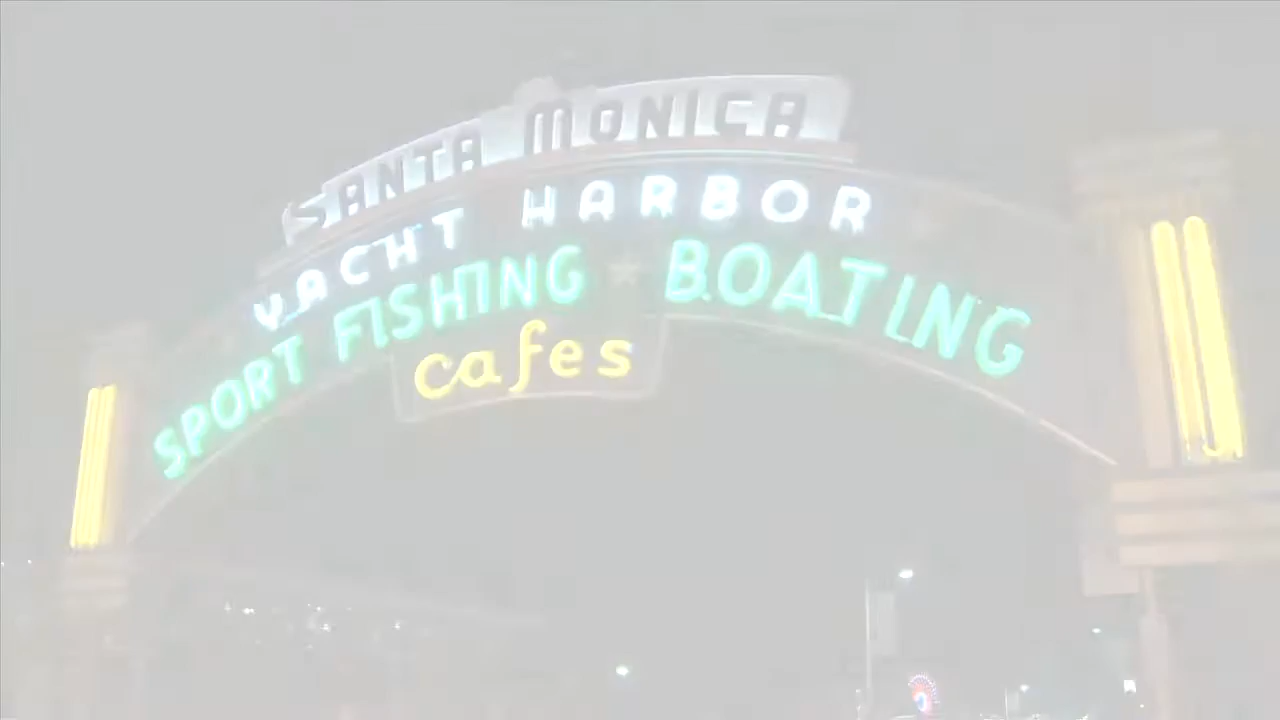 SANTA MONICA
YACHT HARBOR
SPORT FISHING ★ BOATING
cafes